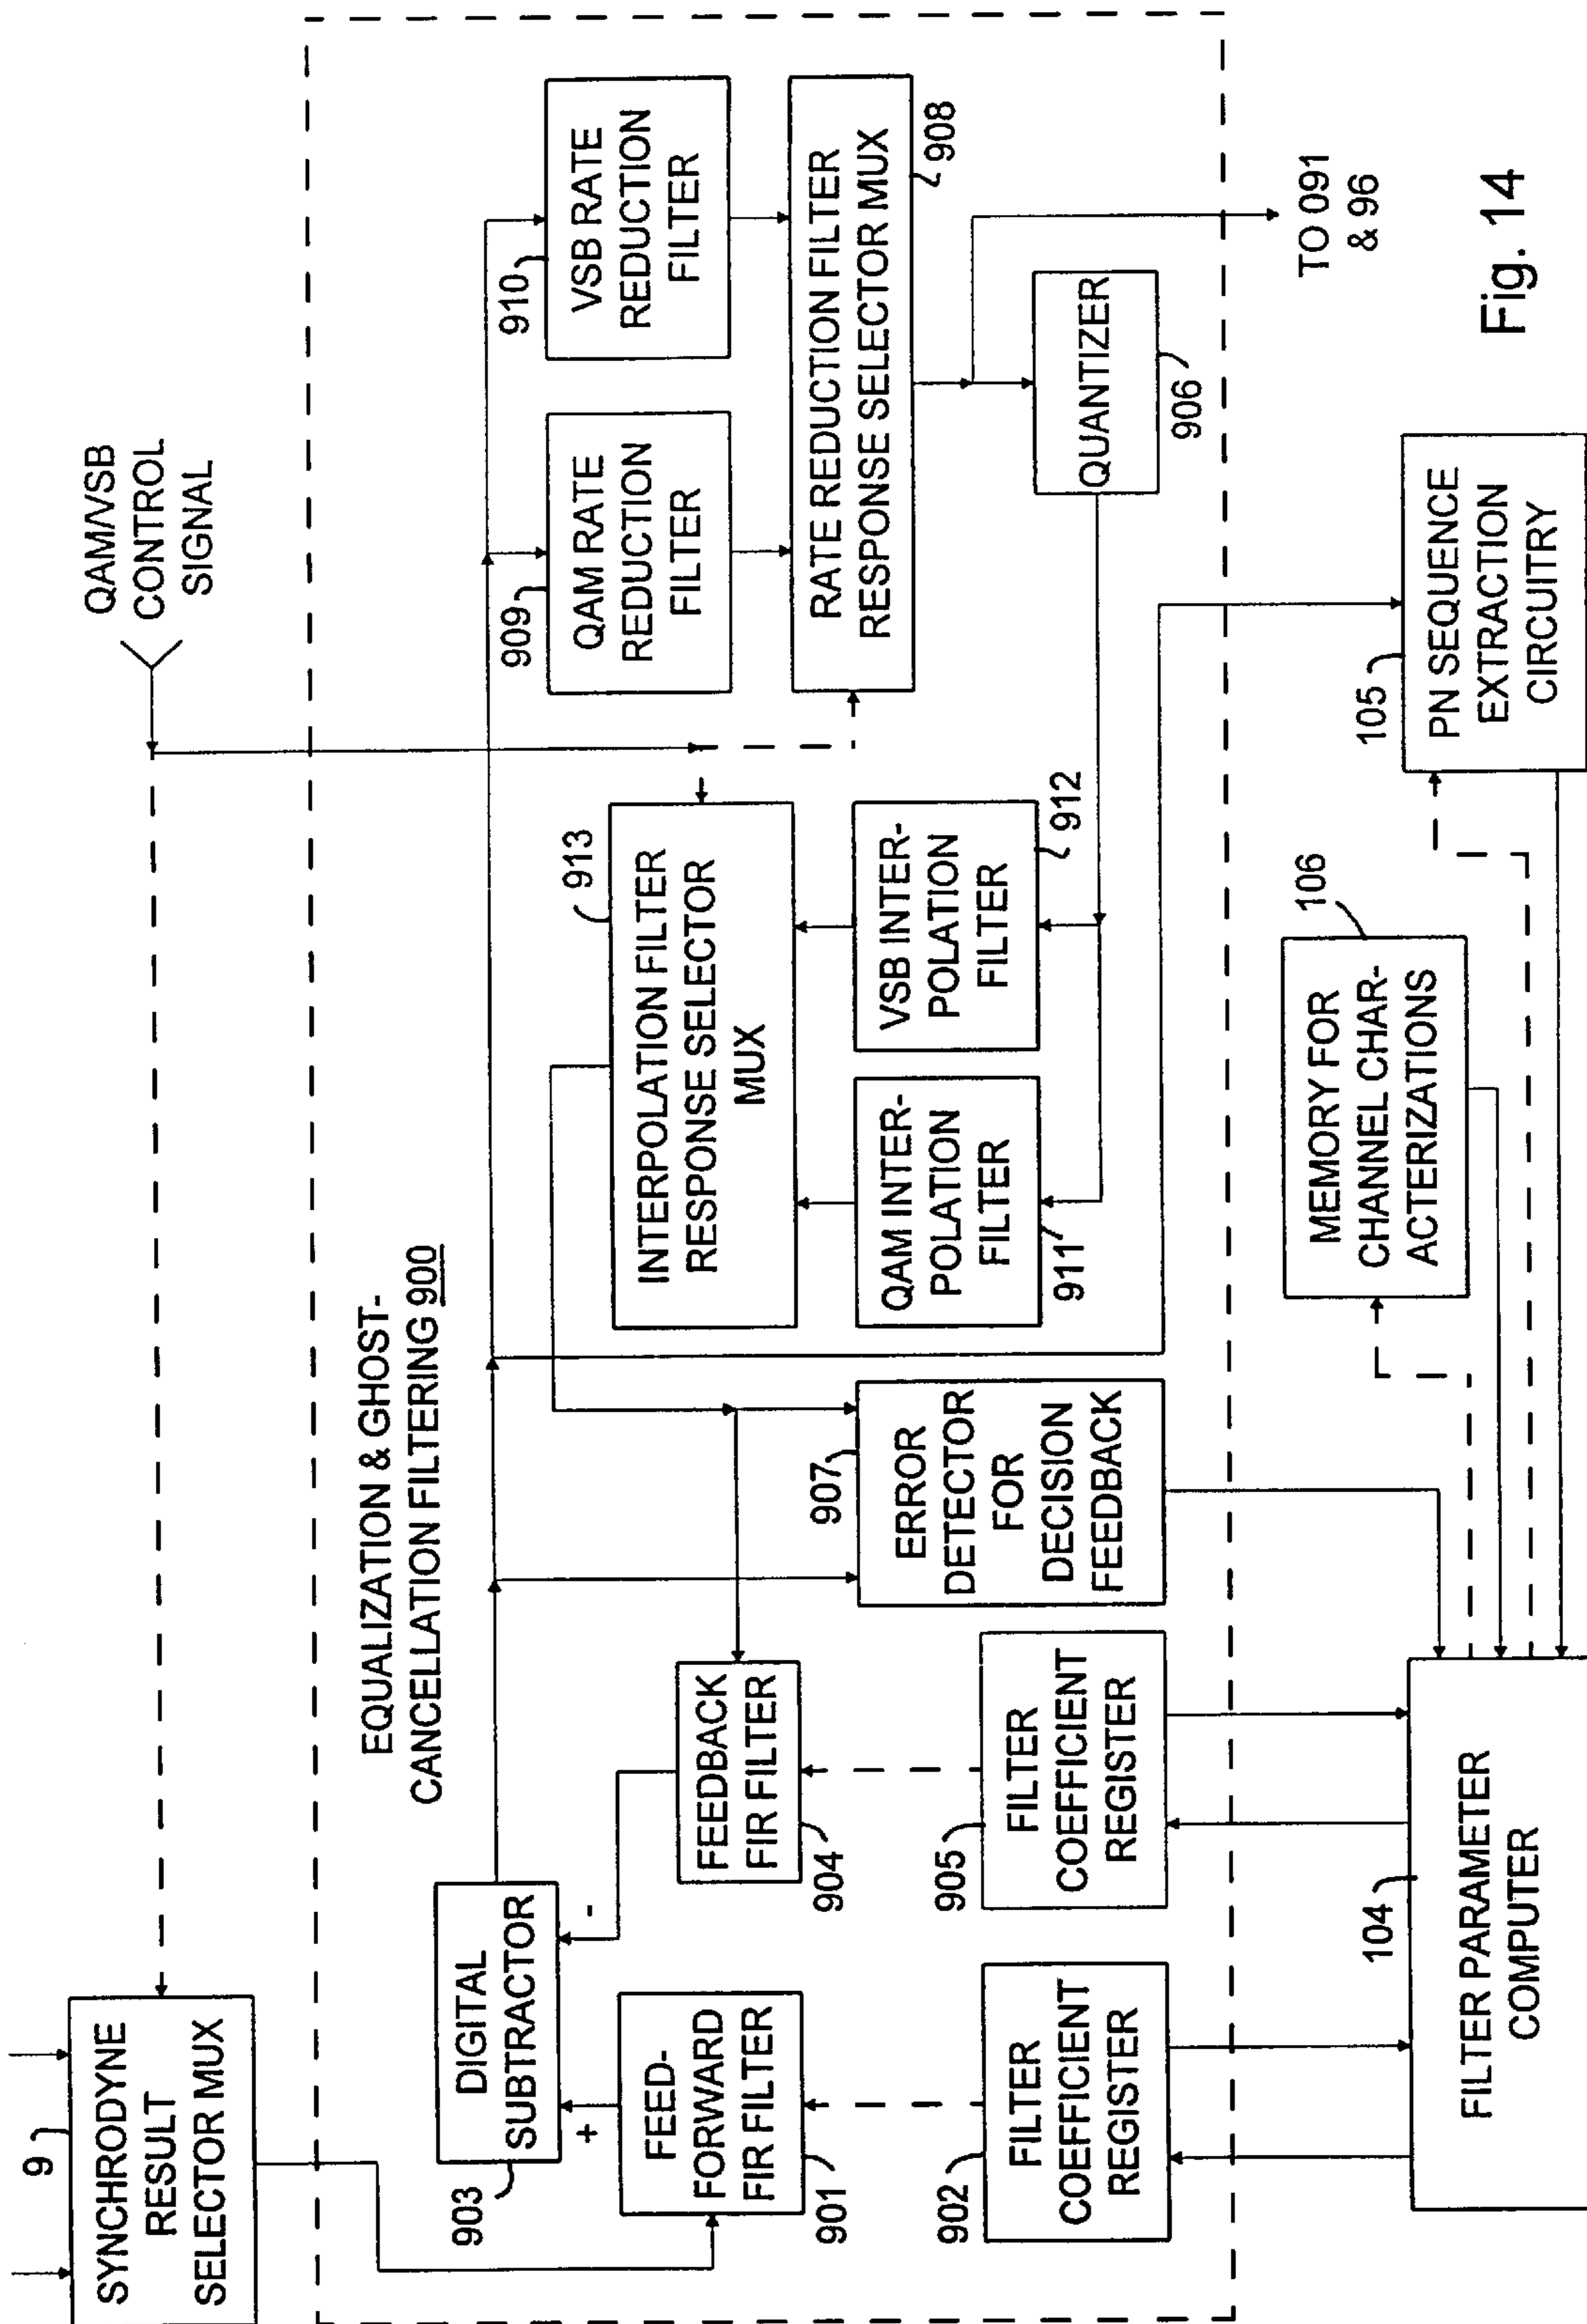 9
SYNCHRODYNE
RESULT
SELECTOR MUX
QAM/VSB
CONTROL
SIGNAL
EQUALIZATION & GHOST-
CANCELLATION FILTERING 900
903
DIGITAL
SUBTRACTOR
+
-
FEED-
FORWARD
FIR FILTER
901
FEEDBACK
FIR FILTER
904
902
FILTER
COEFFICIENT
REGISTER
905
FILTER
COEFFICIENT
REGISTER
907
ERROR
DETECTOR
FOR
DECISION
FEEDBACK
913
INTERPOLATION FILTER
RESPONSE SELECTOR
MUX
QAM INTER-
POLATION
FILTER
911
VSB INTER-
POLATION
FILTER
912
909
QAM RATE
REDUCTION
FILTER
910
VSB RATE
REDUCTION
FILTER
RATE REDUCTION FILTER
RESPONSE SELECTOR MUX
908
QUANTIZER
906
TO 091
& 96
104
FILTER PARAMETER
COMPUTER
106
MEMORY FOR
CHANNEL CHAR-
ACTERIZATIONS
105
PN SEQUENCE
EXTRACTION
CIRCUITRY
Fig. 14